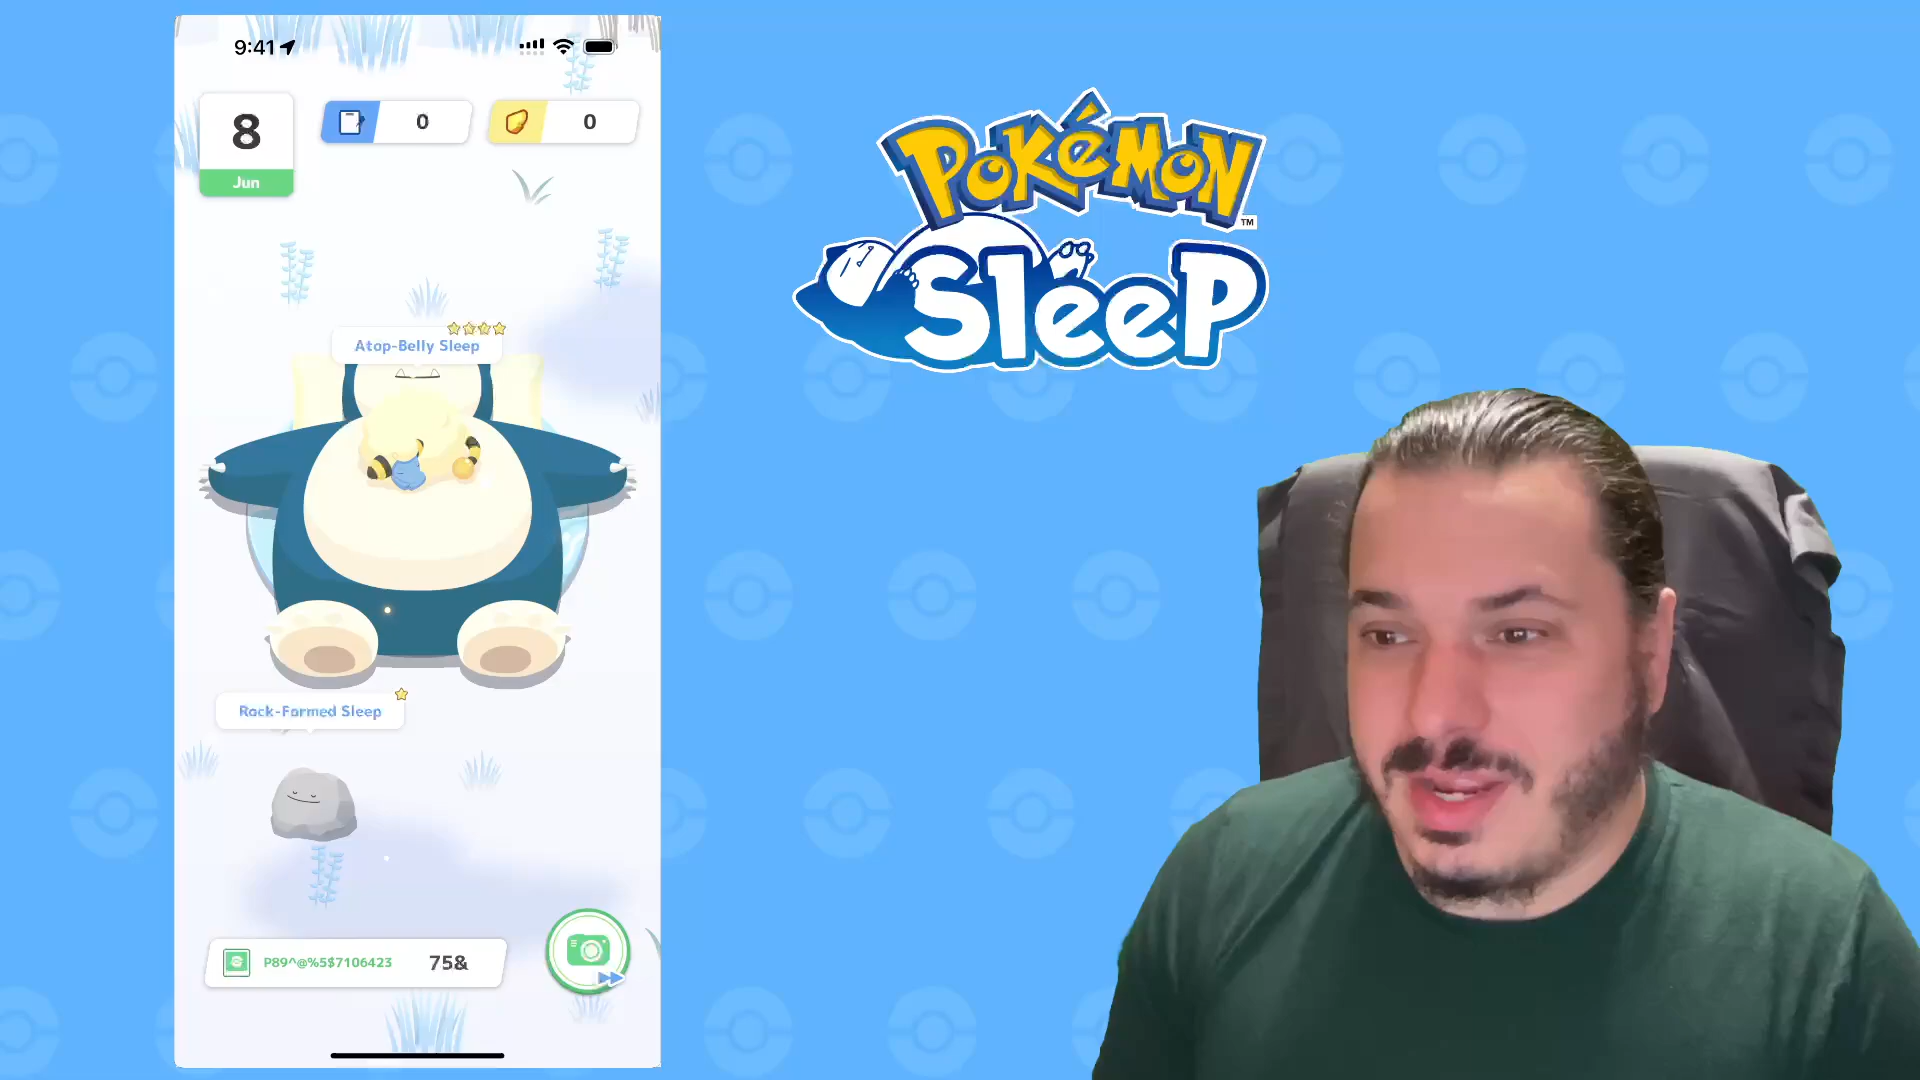 9:41
8
Jun
0
0
POKéMON
TM
SleeP
Atop-Belly Sleep
Rock-Formed Sleep
P89^@%5$7106423
75&